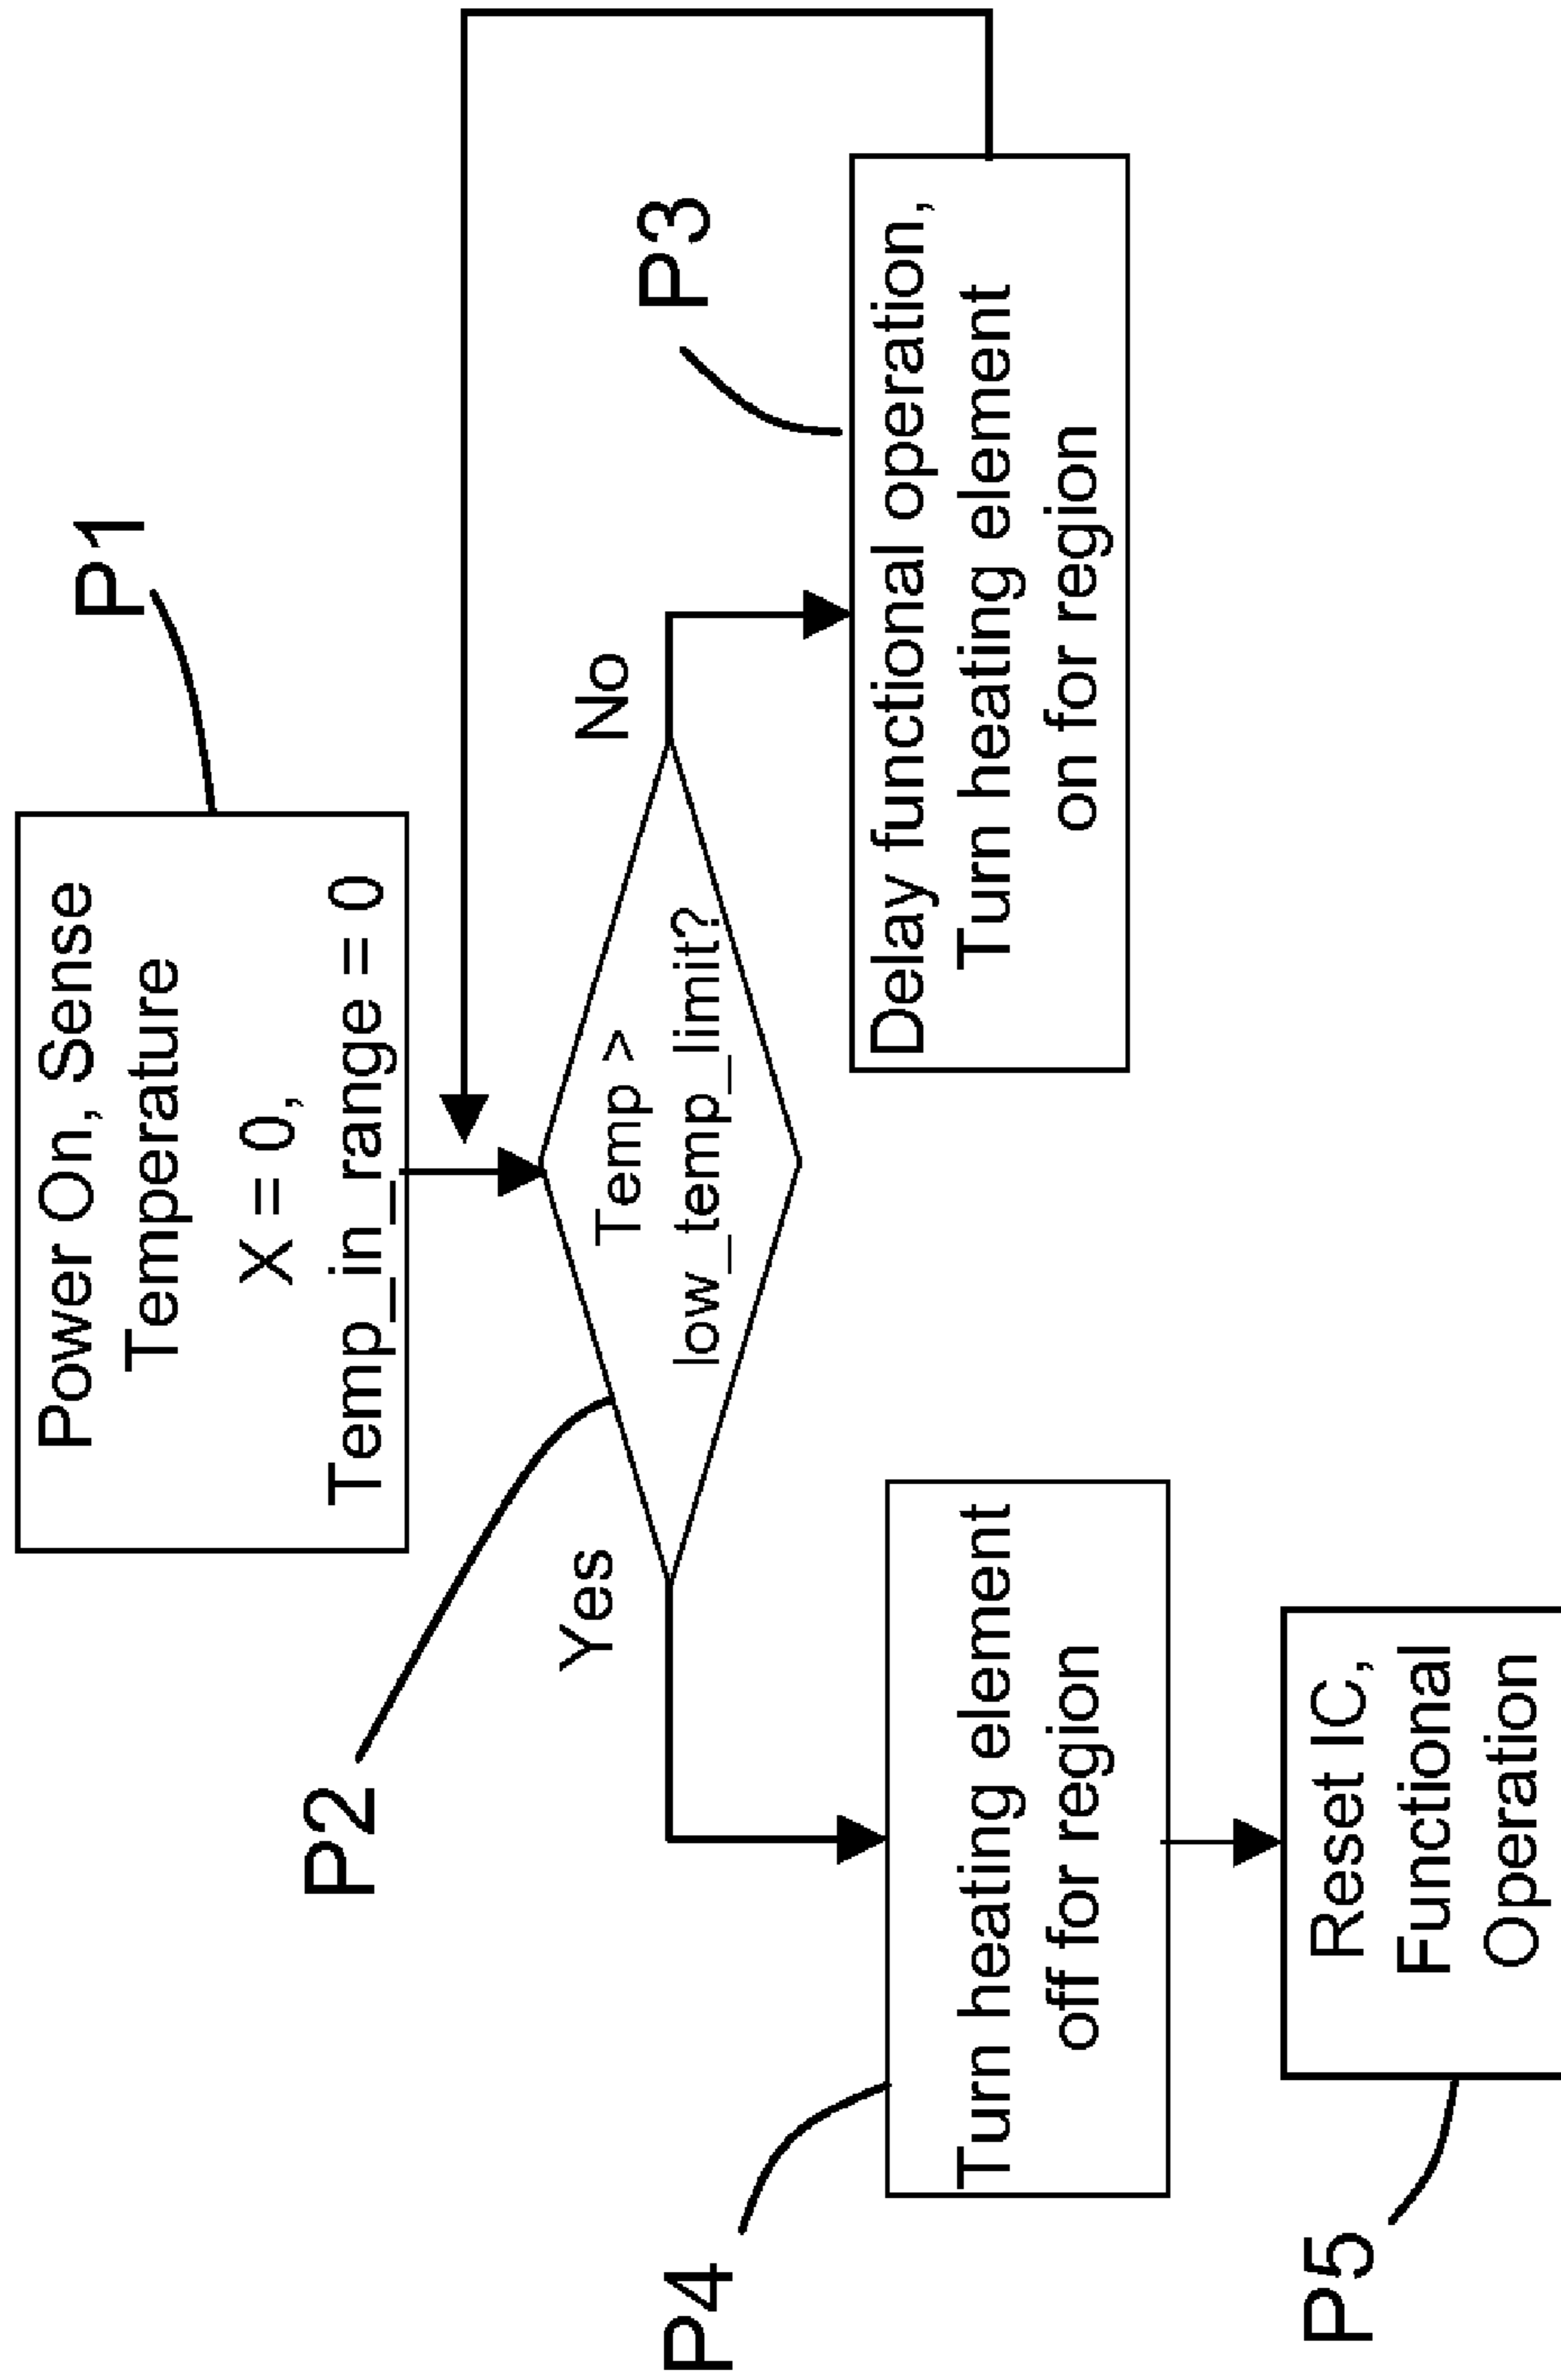 P1
Power On, Sense
Temperature
X = 0,
Temp_in_range = 0
P2
Temp >
low_temp_limit?
Yes
No
P3
Delay functional operation,
Turn heating element
on for region
P4
Turn heating element
off for region
P5
Reset IC,
Functional
Operation